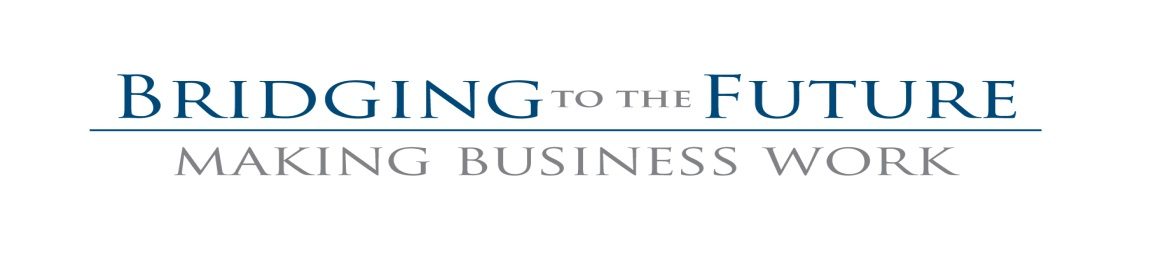 BRIDGING TO THE FUTURE
MAKING BUSINESS WORK